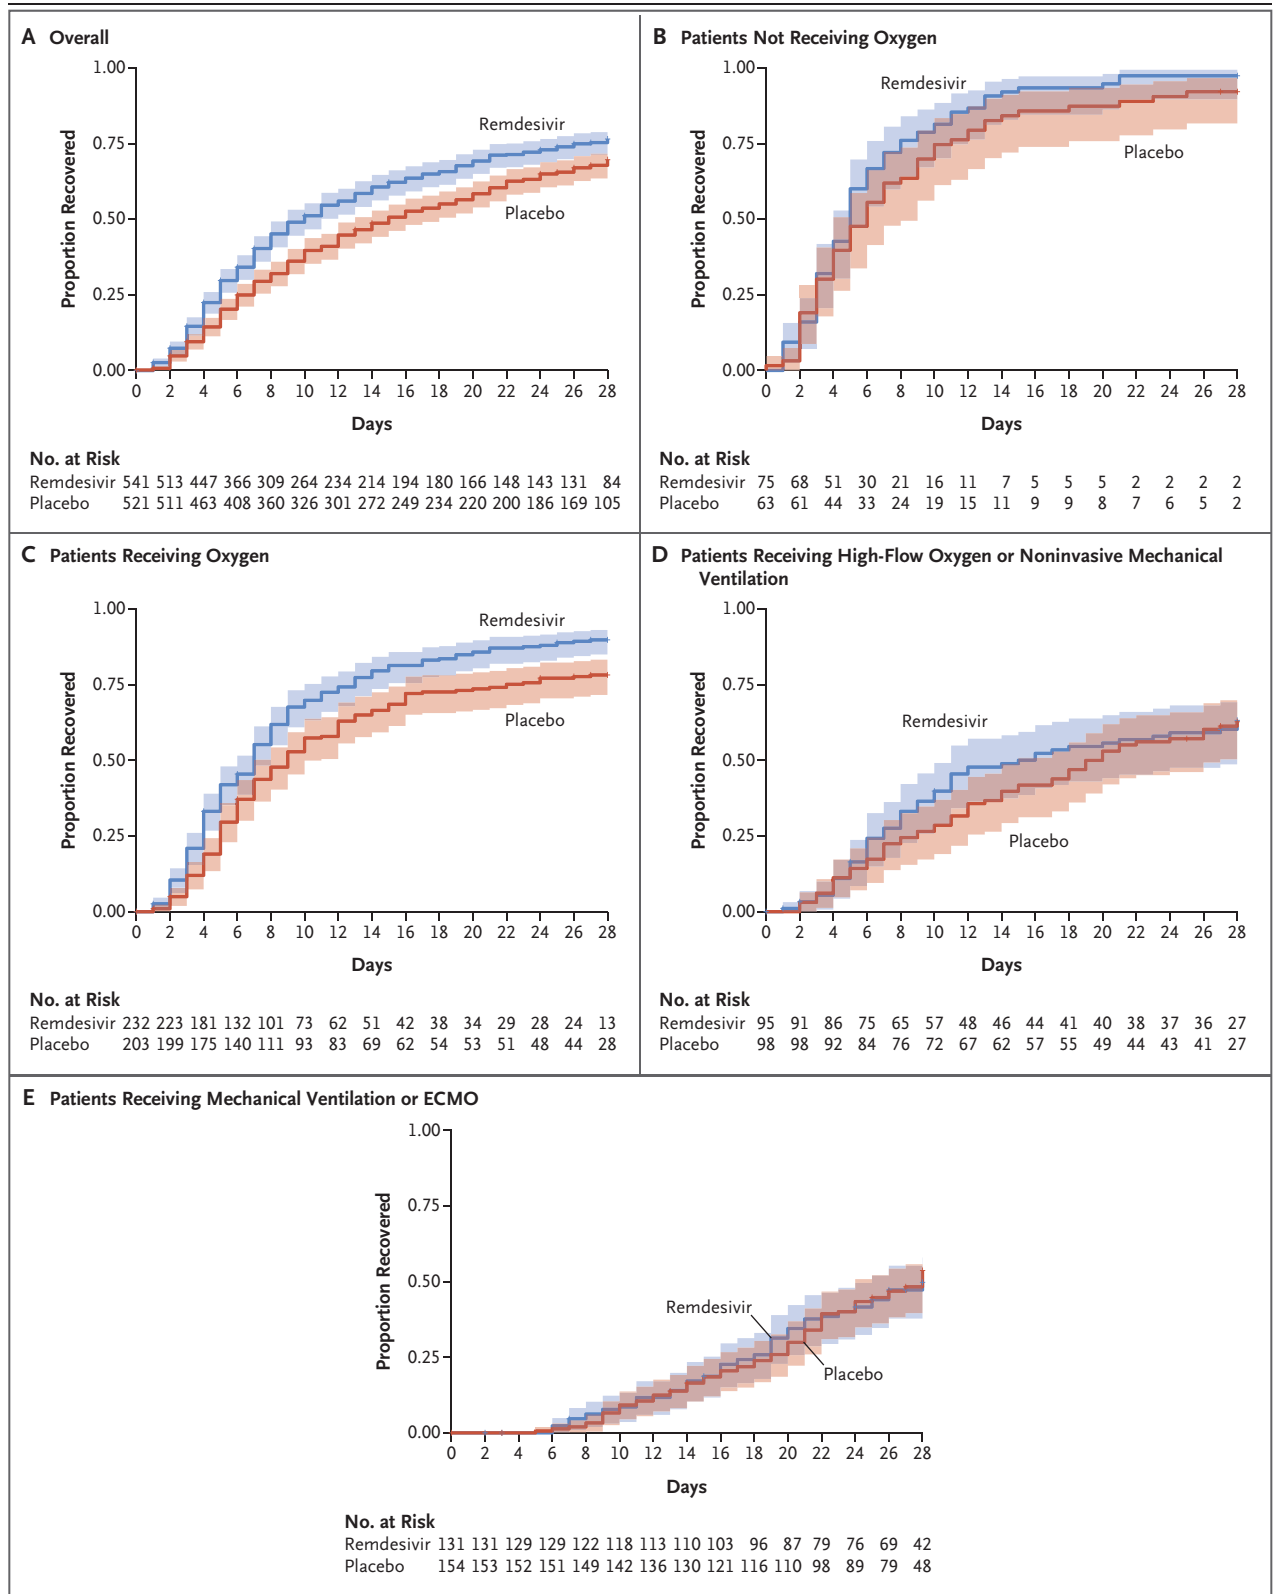 A Overall
1.00
0.75
0.50
0.25
0.00
Proportion Recovered
Remdesivir
Placebo
0 2 4 6 8 10 12 14 16 18 20 22 24 26 28
Days
No. at Risk
Remdesivir 541 513 447 366 309 264 234 214 194 180 166 148 143 131 84
Placebo 521 511 463 408 360 326 301 272 249 234 220 200 186 169 105
B Patients Not Receiving Oxygen
1.00
0.75
0.50
0.25
0.00
Proportion Recovered
Remdesivir
Placebo
0 2 4 6 8 10 12 14 16 18 20 22 24 26 28
Days
No. at Risk
Remdesivir 75 68 51 30 21 16 11 7 5 5 5 2 2 2 2
Placebo 63 61 44 33 24 19 15 11 9 9 8 7 6 5 2
C Patients Receiving Oxygen
1.00
0.75
0.50
0.25
0.00
Proportion Recovered
Remdesivir
Placebo
0 2 4 6 8 10 12 14 16 18 20 22 24 26 28
Days
No. at Risk
Remdesivir 232 223 181 132 101 73 62 51 42 38 34 29 28 24 13
Placebo 203 199 175 140 111 93 83 69 62 54 53 51 48 44 28
D Patients Receiving High-Flow Oxygen or Noninvasive Mechanical
Ventilation
1.00
0.75
0.50
0.25
0.00
Proportion Recovered
Remdesivir
Placebo
0 2 4 6 8 10 12 14 16 18 20 22 24 26 28
Days
No. at Risk
Remdesivir 95 91 86 75 65 57 48 46 44 41 40 38 37 36 27
Placebo 98 98 92 84 76 72 67 62 57 55 49 44 43 41 27
E Patients Receiving Mechanical Ventilation or ECMO
1.00
0.75
0.50
0.25
0.00
Proportion Recovered
Remdesivir
Placebo
0 2 4 6 8 10 12 14 16 18 20 22 24 26 28
Days
No. at Risk
Remdesivir 131 131 129 129 122 118 113 110 103 96 87 79 76 69 42
Placebo 154 153 152 151 149 142 136 130 121 116 110 98 89 79 48